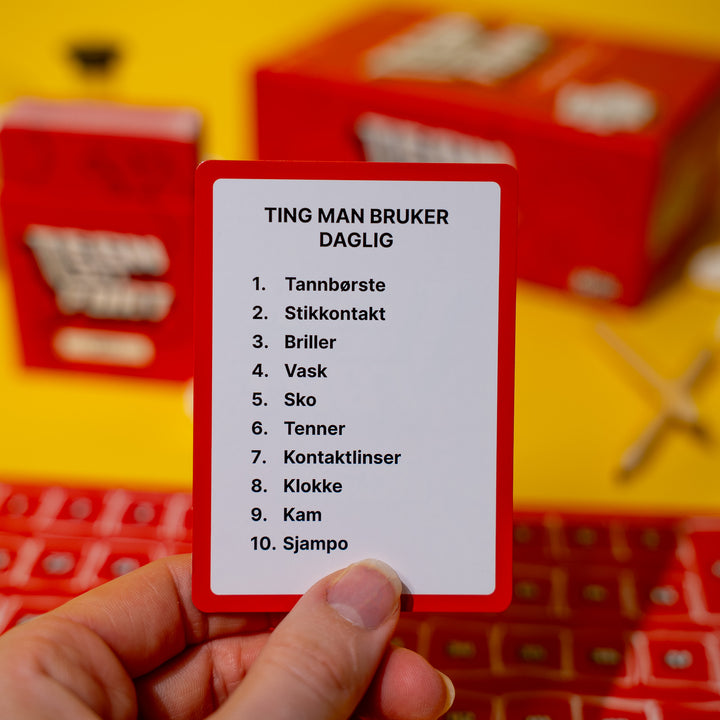 TING MAN BRUKER
DAGLIG
1. Tannbørste
2. Stikkontakt
3. Briller
4. Vask
5. Sko
6. Tenner
7. Kontaktlinser
8. Klokke
9. Kam
10. Sjampo